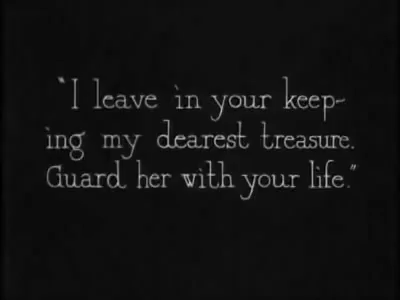 "I leave in your keep-
ing my dearest treasure.
Guard her with your life."